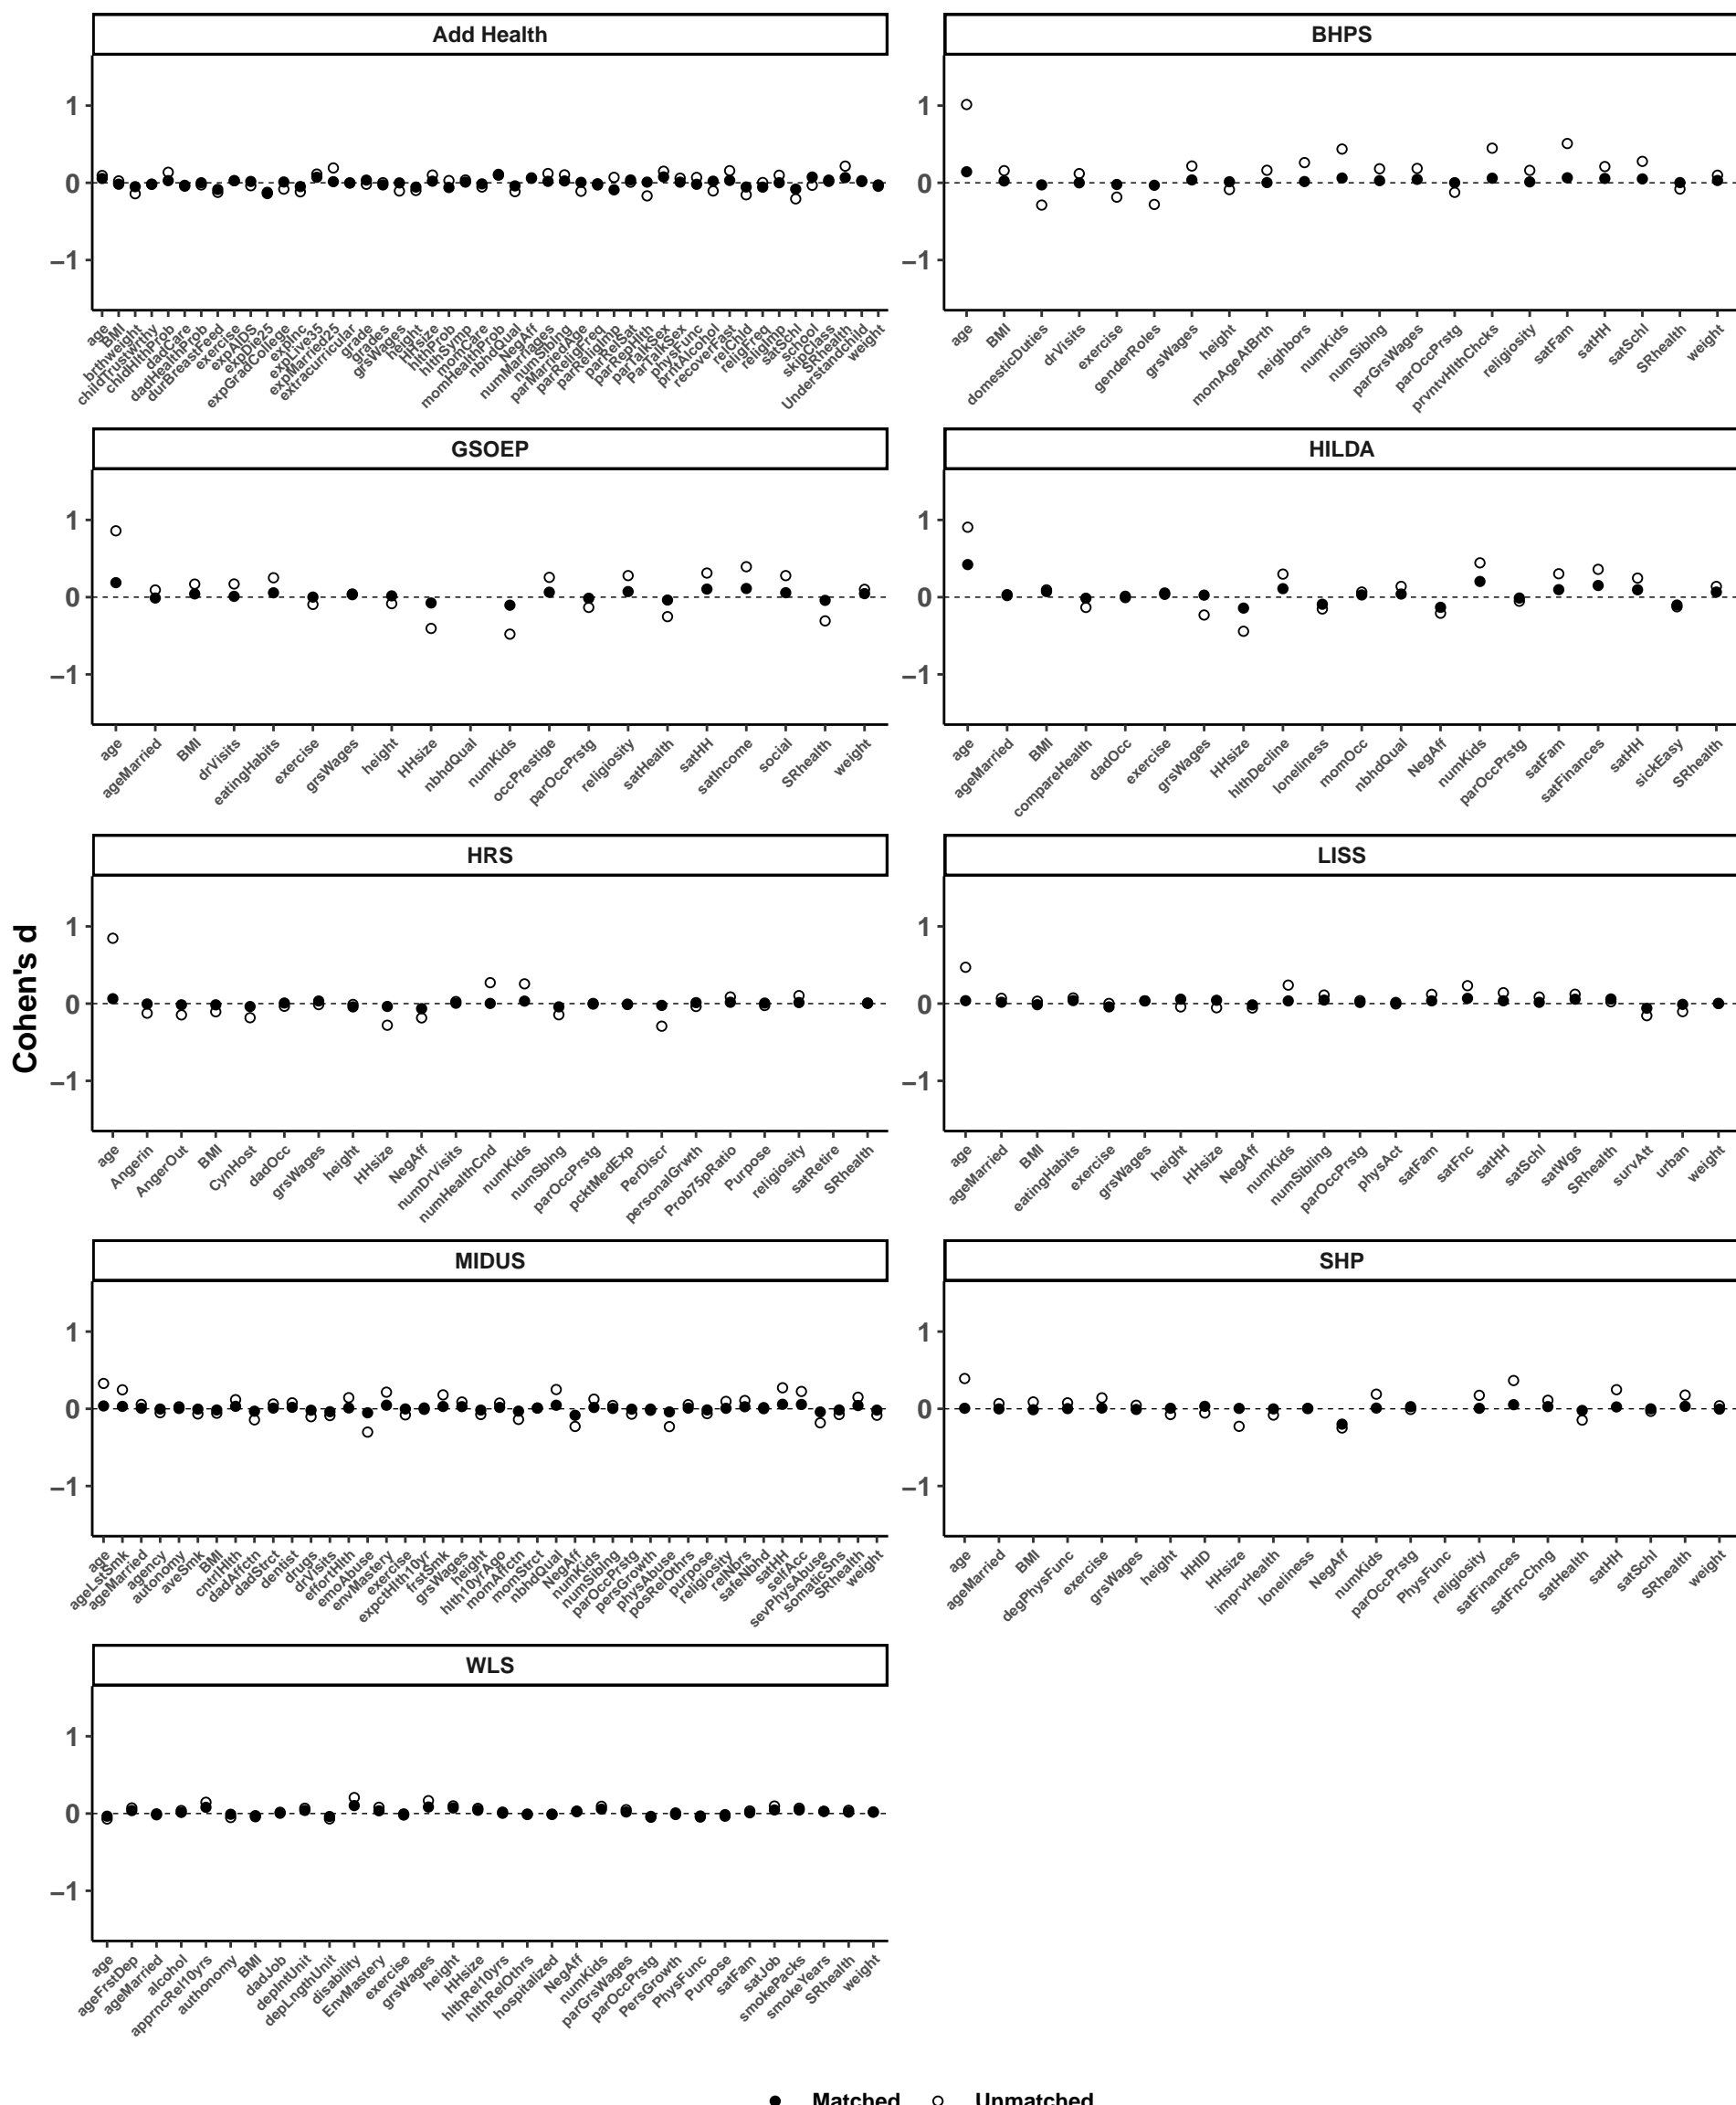 Add Health
BHPS
1
0
−1
1
0
−1
age
BMI
brthweight
childTrustWrthy
chldHlthProb
dadCare
dadHealthProb
durBreastFeed
exercise
expAIDS
expDie25
expGradCollege
expInc
expLive35
expMarried25
extracurricular
grade
grades
grsWages
height
HHsize
hlthProb
hlthSymp
momCare
momHealthProb
nbhdQual
NegAff
numMarriages
numSibng
parMarriedAge
parReligFreq
parReligImp
parRelSat
parRepHlth
parTalkSex
ParTalkSex
physFunc
prntAlcohol
recoverFast
relChld
religFreq
religImp
satSchl
school
skipClass
SRhealth
Understandchild
weight
age
BMI
domesticDuties
drVisits
exercise
genderRoles
grsWages
height
momAgeAtBrth
neighbors
numKids
numSiblng
parGrsWages
parOccPrstg
prvntvHlthChcks
religiosity
satFam
satHH
satSchl
SRhealth
weight
GSOEP
HILDA
1
0
−1
1
0
−1
age
ageMarried
BMI
drVisits
eatingHabits
exercise
grsWages
height
HHsize
nbhdQual
numKids
occPrestige
parOccPrstg
religiosity
satHealth
satHH
satIncome
social
SRhealth
weight
age
ageMarried
BMI
compareHealth
dadOcc
exercise
grsWages
HHsize
hlthDecline
loneliness
momOcc
nbhdQual
NegAff
numKids
parOccPrstg
satFam
satFinances
satHH
sickEasy
SRhealth
Cohen's d
HRS
LISS
1
0
−1
1
0
−1
age
Angerin
AngerOut
BMI
CynHost
dadOcc
grsWages
height
HHsize
NegAff
numDrVisits
numHealthCnd
numKids
numSbIng
parOccPrstg
pcktMedExp
PerDiscr
personalGrwth
Prob75pRatio
Purpose
religiosity
satRetire
SRhealth
age
ageMarried
BMI
eatingHabits
exercise
grsWages
height
HHsize
NegAff
numKids
numSibling
parOccPrstg
physAct
satFam
satFnc
satHH
satSchl
satWgs
SRhealth
survAtt
urban
weight
MIDUS
SHP
1
0
−1
1
0
−1
age
ageLstSmk
ageMarried
agency
autonomy
aveSmk
BMI
cntrlHlth
dadAffctn
dadStrct
dentist
drugs
drVisits
effortHlth
emoAbuse
envMastery
exercise
expctHlth10yr
frstSmk
grsWages
height
hlth10yrAgo
momAffctn
momStrct
nbhdQual
NegAff
numKids
numSiblng
parOccPrstg
persGrowth
physAbuse
posRelOthrs
purpose
religiosity
relNbrs
safeNbhd
satHH
selfAcc
sevPhysAbuse
somaticSns
SRhealth
weight
age
ageMarried
BMI
degPhysFunc
exercise
grsWages
height
HHID
HHsize
imprvHealth
loneliness
NegAff
numKids
parOccPrstg
PhysFunc
religiosity
satFinances
satFncChng
satHealth
satHH
satSchl
SRhealth
weight
WLS
1
0
−1
age
ageFrstDep
ageMarried
alcohol
apprncRel10yrs
authonomy
BMI
dadJob
depIntUnit
depLngthUnit
disability
EnvMastery
exercise
grsWages
height
HHsize
hlthRel10yrs
hlthRelOthrs
hospitalized
NegAff
numKids
parGrsWages
parOccPrstg
PersGrowth
PhysFunc
Purpose
satFam
satJob
smokePacks
smokeYears
SRhealth
weight
Matched Unmatched